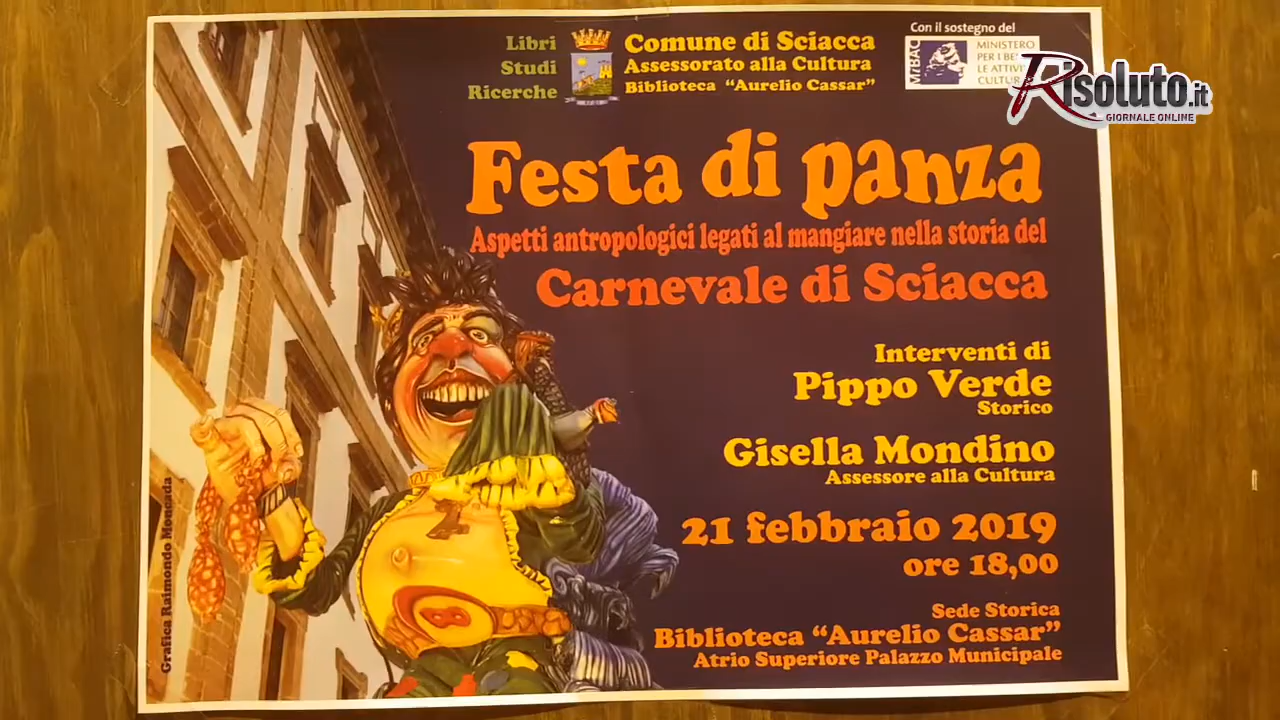 Libri
Studi
Ricerche
Comune di Sciacca
Assessorato alla Cultura
Biblioteca "Aurelio Cassar"
Con il sostegno del
MiBAC
MINISTERO
PER I BE
LE ATTIV
CULTUR
Risoluto.it
GIORNALE ONLINE
Festa di panza
Aspetti antropologici legati al mangiare nella storia del
Carnevale di Sciacca
Interventi di
Pippo Verde
Storico
Gisella Mondino
Assessore alla Cultura
21 febbraio 2019
ore 18,00
Sede Storica
Biblioteca "Aurelio Cassar"
Atrio Superiore Palazzo Municipale
Grafica Raimondo Moncada